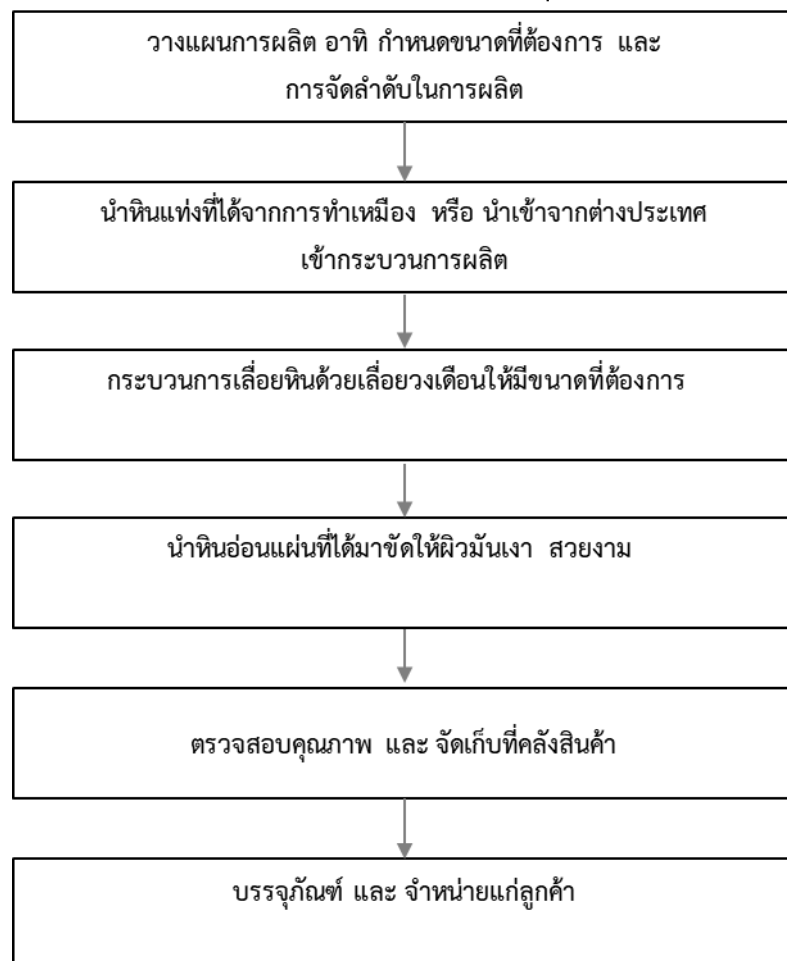 วางแผนการผลิต อาทิ กำหนดขนาดที่ต้องการ และ
การจัดลำดับในการผลิต
นำหินแท่งที่ได้จากการทำเหมือง หรือ นำเข้าจากต่างประเทศ
เข้ากระบวนการผลิต
กระบวนการเลื่อยหินด้วยเลื่อยวงเดือนให้มีขนาดที่ต้องการ
นำหินอ่อนแผ่นที่ได้มาขัดให้ผิวมันเงา สวยงาม
ตรวจสอบคุณภาพ และ จัดเก็บที่คลังสินค้า
บรรจุภัณฑ์ และ จำหน่ายแก่ลูกค้า